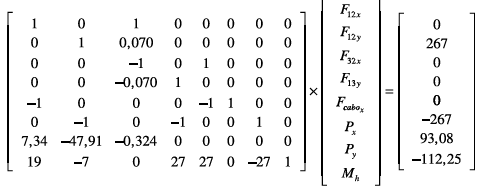 1 0 1 0 0 0 0 0
0 1 0,070 0 0 0 0 0
0 0 −1 0 1 0 0 0
0 0 −0,070 1 0 0 0 0
−1 0 0 0 −1 1 0 0
0 −1 0 −1 0 0 1 0
7,34 −47,91 −0,324 0 0 0 0 0
19 −7 0 27 27 0 −27 1
×
F12x
F12y
F32x
F13y
Fcabox
Px
Py
Mh
=
0
267
0
0
0
−267
93,08
−112,25